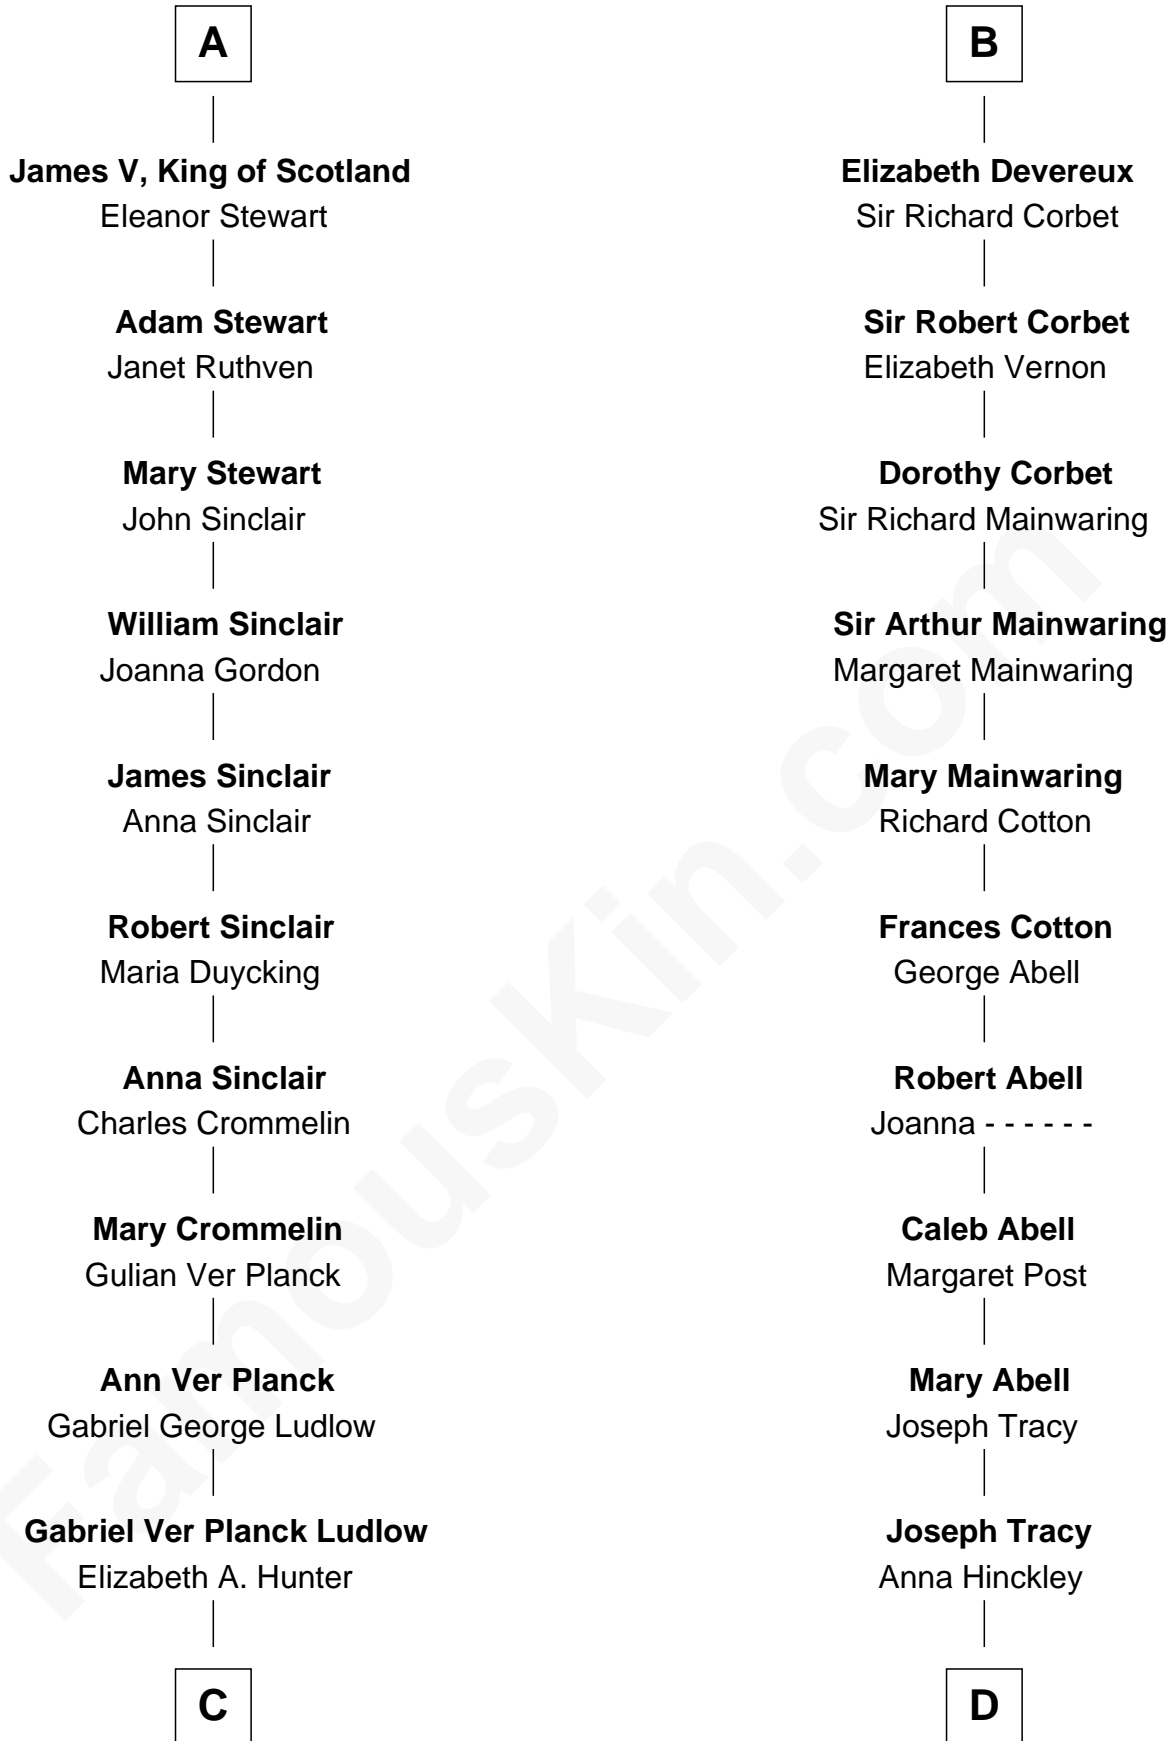 A
James V, King of Scotland
Eleanor Stewart
Adam Stewart
Janet Ruthven
Mary Stewart
John Sinclair
William Sinclair
Joanna Gordon
James Sinclair
Anna Sinclair
Robert Sinclair
Maria Duycking
Anna Sinclair
Charles Crommelin
Mary Crommelin
Gulian Ver Planck
Ann Ver Planck
Gabriel George Ludlow
Gabriel Ver Planck Ludlow
Elizabeth A. Hunter
C
B
Elizabeth Devereux
Sir Richard Corbet
Sir Robert Corbet
Elizabeth Vernon
Dorothy Corbet
Sir Richard Mainwaring
Sir Arthur Mainwaring
Margaret Mainwaring
Mary Mainwaring
Richard Cotton
Frances Cotton
George Abell
Robert Abell
Joanna - - - - - -
Caleb Abell
Margaret Post
Mary Abell
Joseph Tracy
Joseph Tracy
Anna Hinckley
D
FamousKin.com